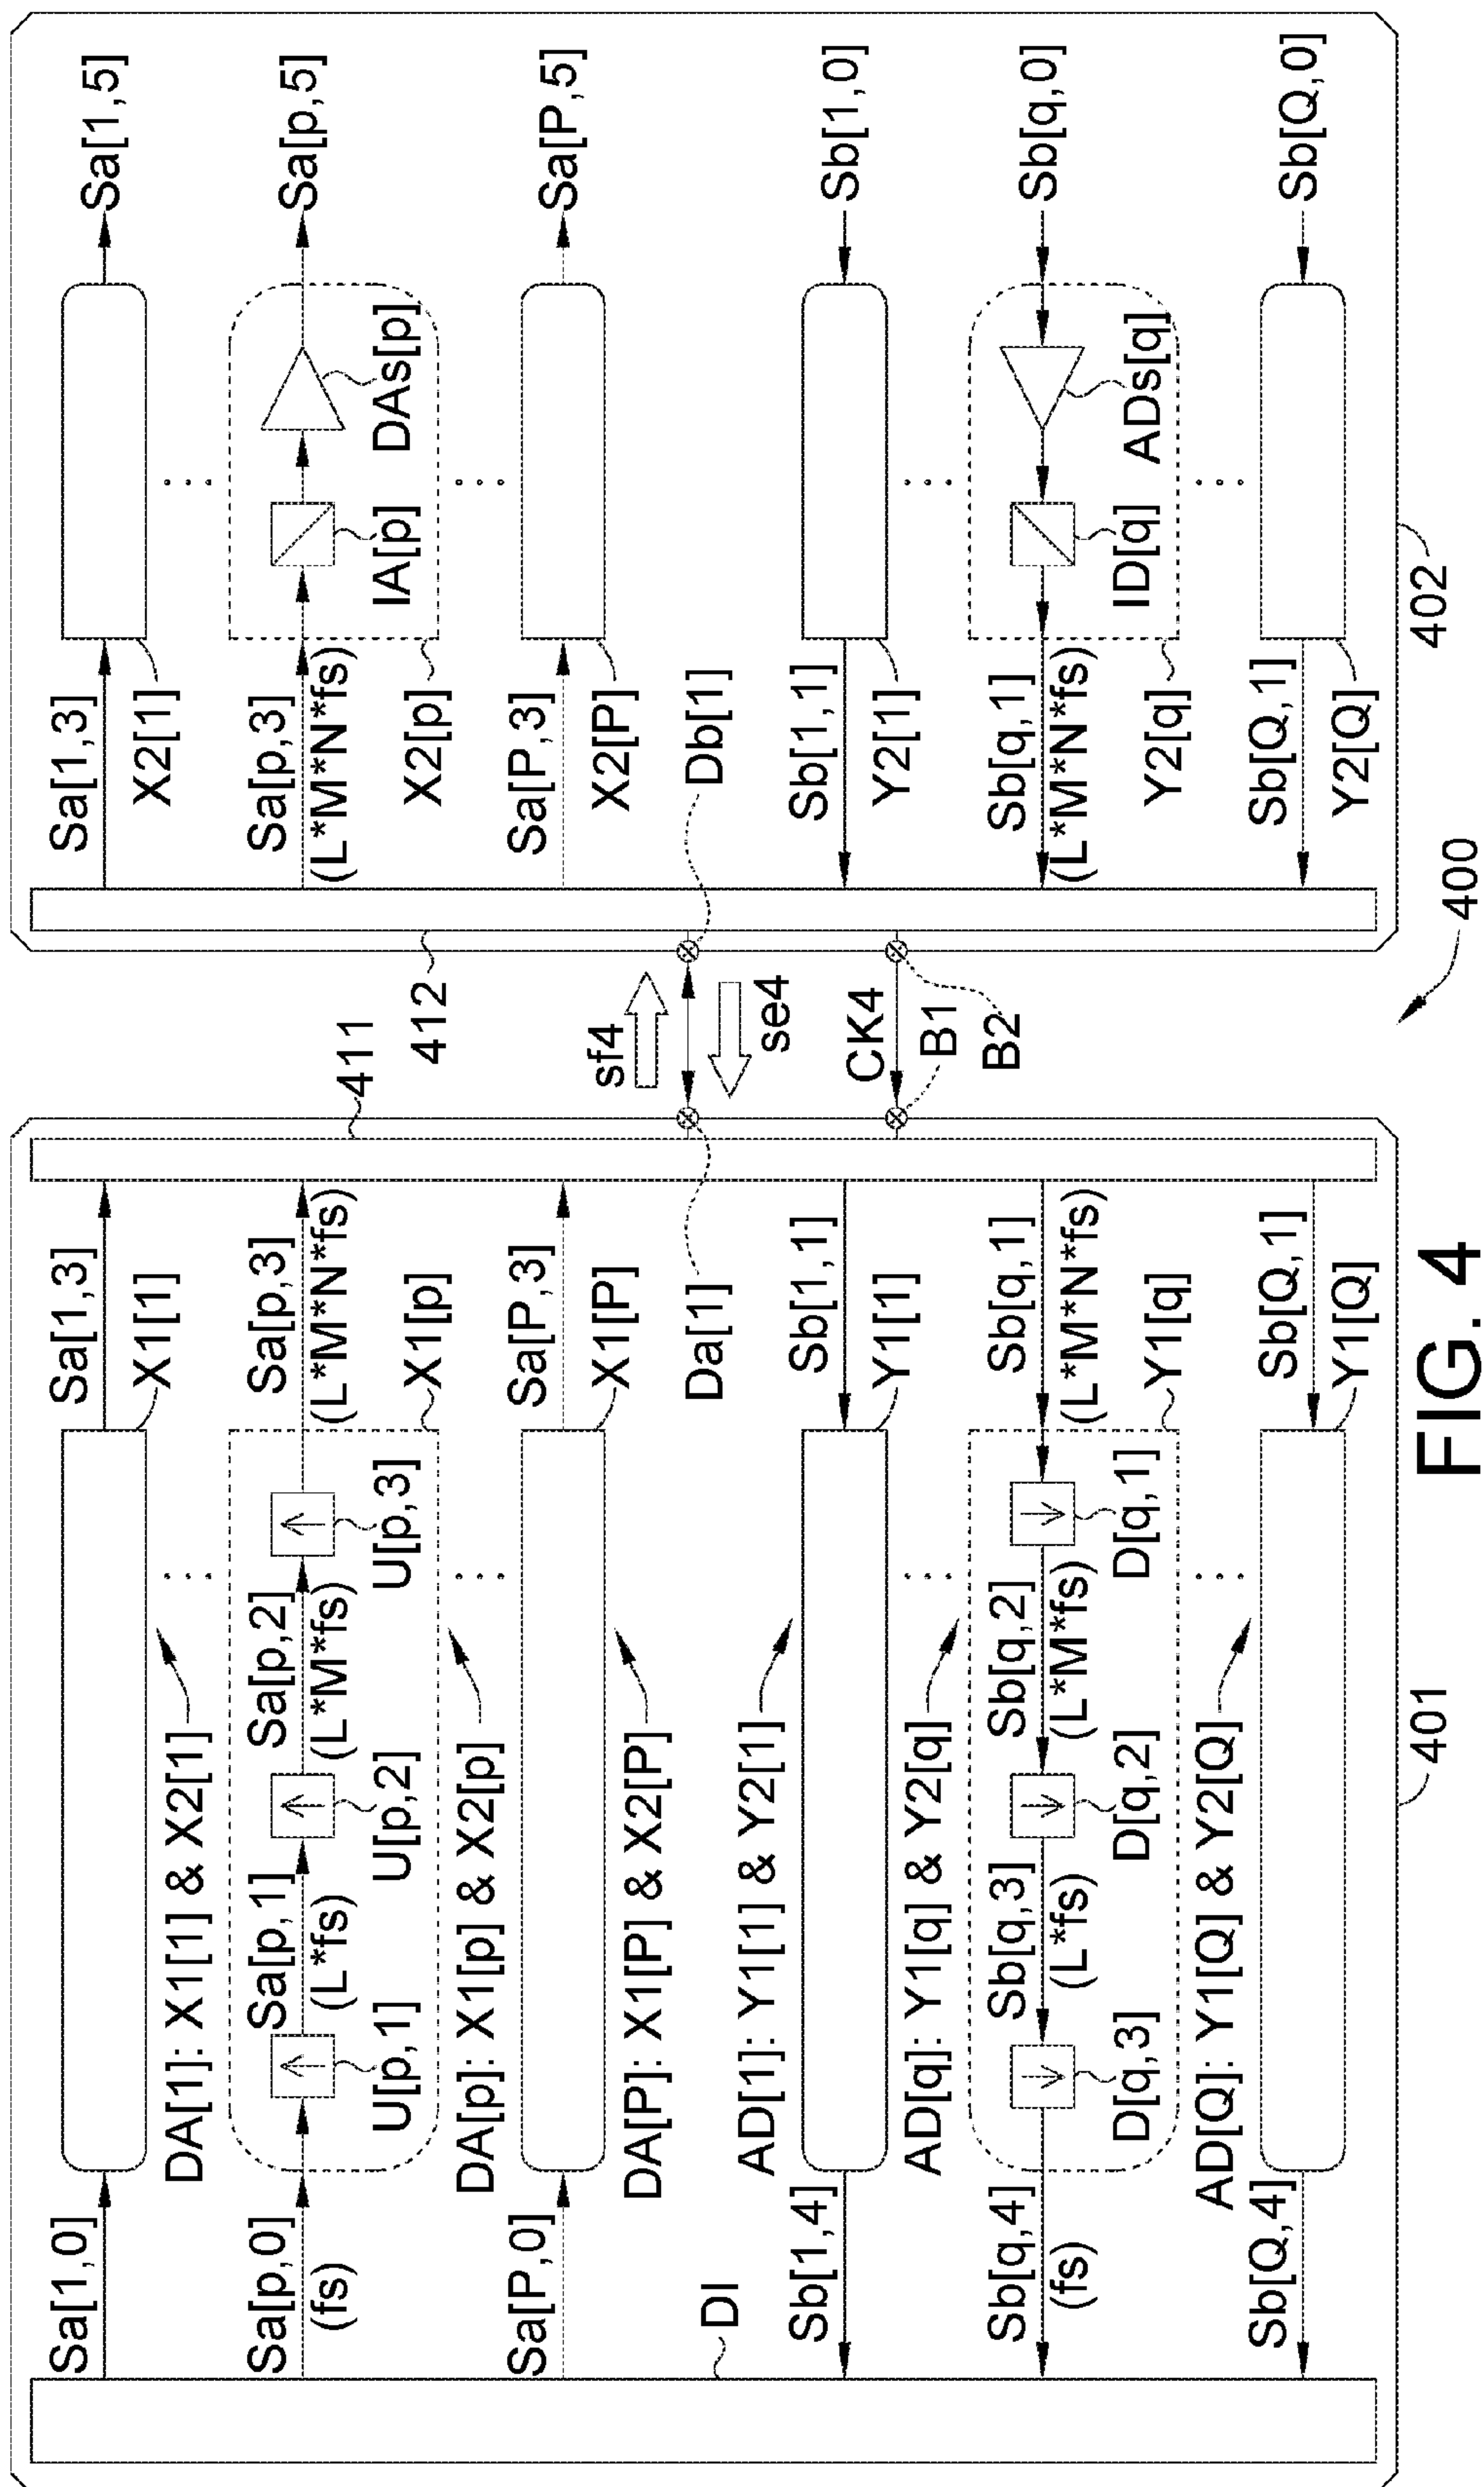 Sa[1,0]
Sa[1,3]
Sa[1,3]
Sa[1,5]
X1[1]
X2[1]
DA[1]: X1[1] & X2[1]
Sa[p,0]
(fs)
Sa[p,1]
(L*fs)
Sa[p,2]
(L*M*fs)
Sa[p,3]
(L*M*N*fs)
Sa[p,3]
(L*M*N*fs)
Sa[p,5]
U[p,1]
U[p,2]
U[p,3]
X1[p]
X2[p]
IA[p]
DAs[p]
DA[p]: X1[p] & X2[p]
Sa[P,0]
Sa[P,3]
Sa[P,3]
Sa[P,5]
X1[P]
X2[P]
DA[P]: X1[P] & X2[P]
411
412
sf4
se4
DI
Da[1]
Db[1]
AD[1]: Y1[1] & Y2[1]
Sb[1,4]
Sb[1,1]
CK4
Sb[1,1]
Sb[1,0]
Y1[1]
B1
B2
Y2[1]
AD[q]: Y1[q] & Y2[q]
Sb[q,4]
(fs)
Sb[q,3]
(L*fs)
Sb[q,2]
(L*M*fs)
Sb[q,1]
(L*M*N*fs)
Sb[q,1]
(L*M*N*fs)
Sb[q,0]
D[q,3]
D[q,2]
D[q,1]
Y1[q]
Y2[q]
ID[q]
ADs[q]
AD[Q]: Y1[Q] & Y2[Q]
Sb[Q,4]
Sb[Q,1]
Sb[Q,1]
Sb[Q,0]
Y1[Q]
Y2[Q]
401
402
400
FIG. 4